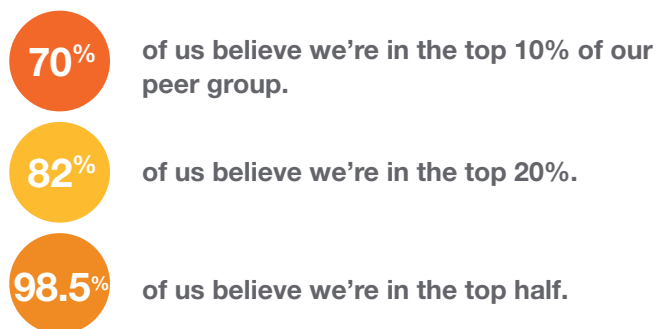 70%
of us believe we’re in the top 10% of our
peer group.
82%
of us believe we’re in the top 20%.
98.5%
of us believe we’re in the top half.